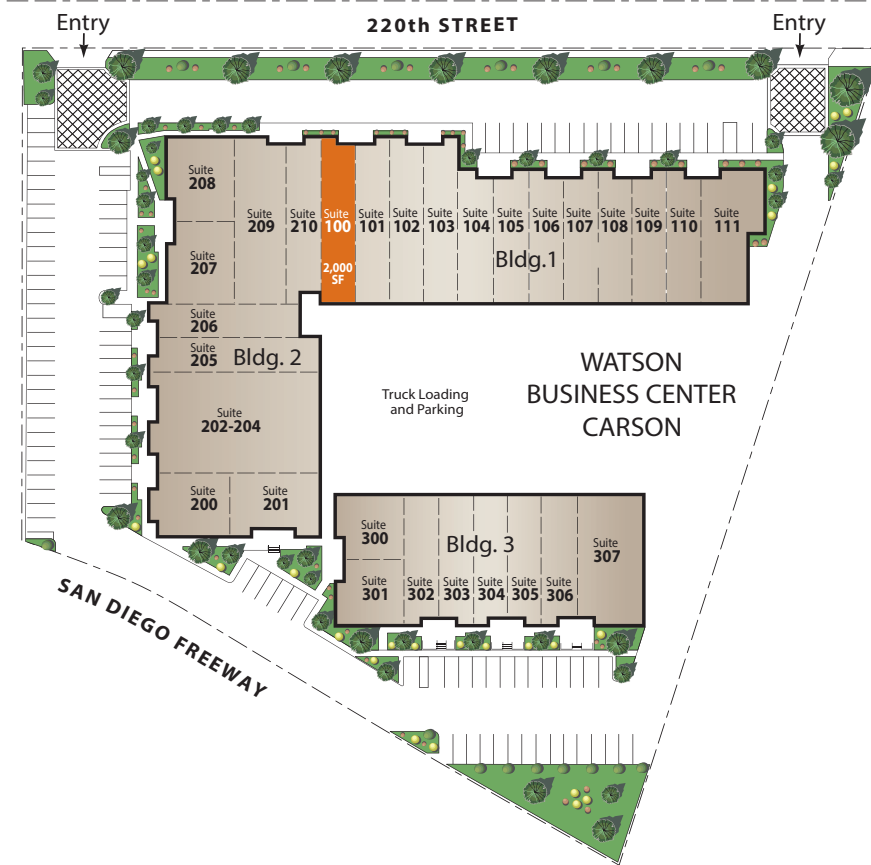 220th STREET
Entry
Entry
Suite
208
Suite
209
Suite
210
Suite
100
2,000
SF
Suite
101
Suite
102
Suite
103
Suite
104
Suite
105
Suite
106
Suite
107
Suite
108
Suite
109
Suite
110
Suite
111
Bldg.1
Suite
207
Suite
206
Suite
205
Bldg. 2
Suite
202-204
Suite
200
Suite
201
Truck Loading
and Parking
WATSON
BUSINESS CENTER
CARSON
Suite
300
Bldg. 3
Suite
307
Suite
301
Suite
302
Suite
303
Suite
304
Suite
305
Suite
306
SAN DIEGO FREEWAY